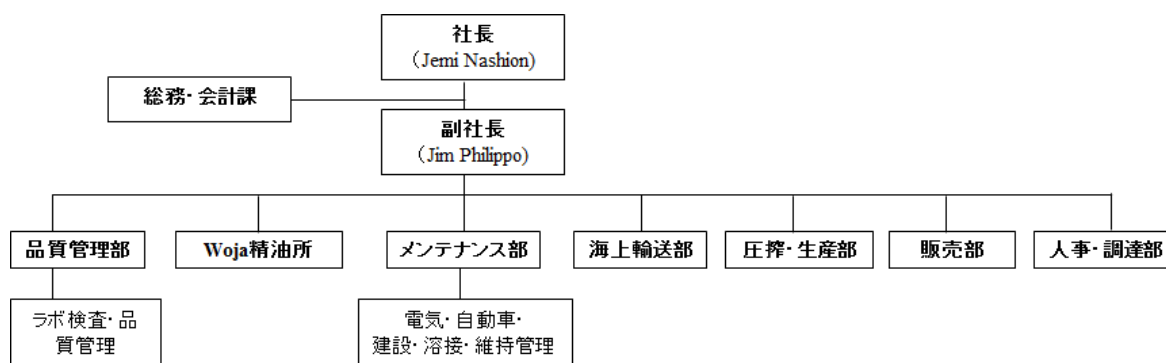 社長
（Jemi Nashion)
総務・会計課
副社長
（Jim Philippo)
品質管理部
Woja精油所
メンテナンス部
海上輸送部
圧搾・生産部
販売部
人事・調達部
ラボ検査・品
質管理
電気・自動車・
建設・溶接・維持管理